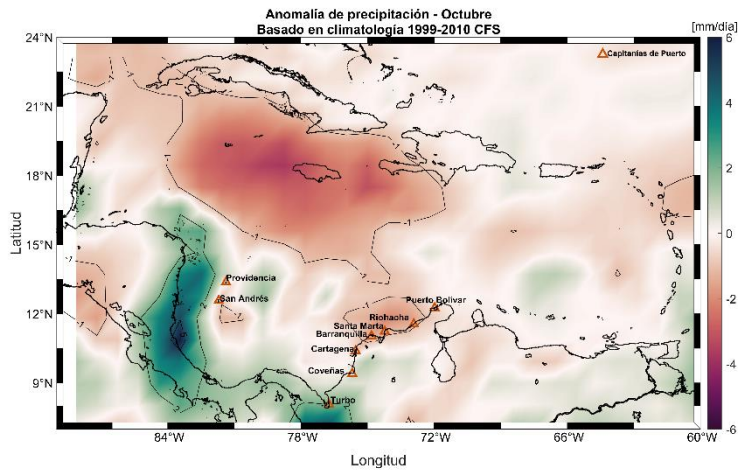 Anomalía de precipitación - Octubre
Basado en climatología 1999-2010 CFS
[mm/día]
24°N
21°N
18°N
15°N
12°N
9°N
Latitud
Capitanías de Puerto
Providencia
San Andrés
Puerto Bolívar
Riohacha
Santa Marta
Barranquilla
Cartagena
Coveñas
Turbo
6
4
2
0
-2
-4
-6
84°W
78°W
72°W
66°W
60°W
Longitud